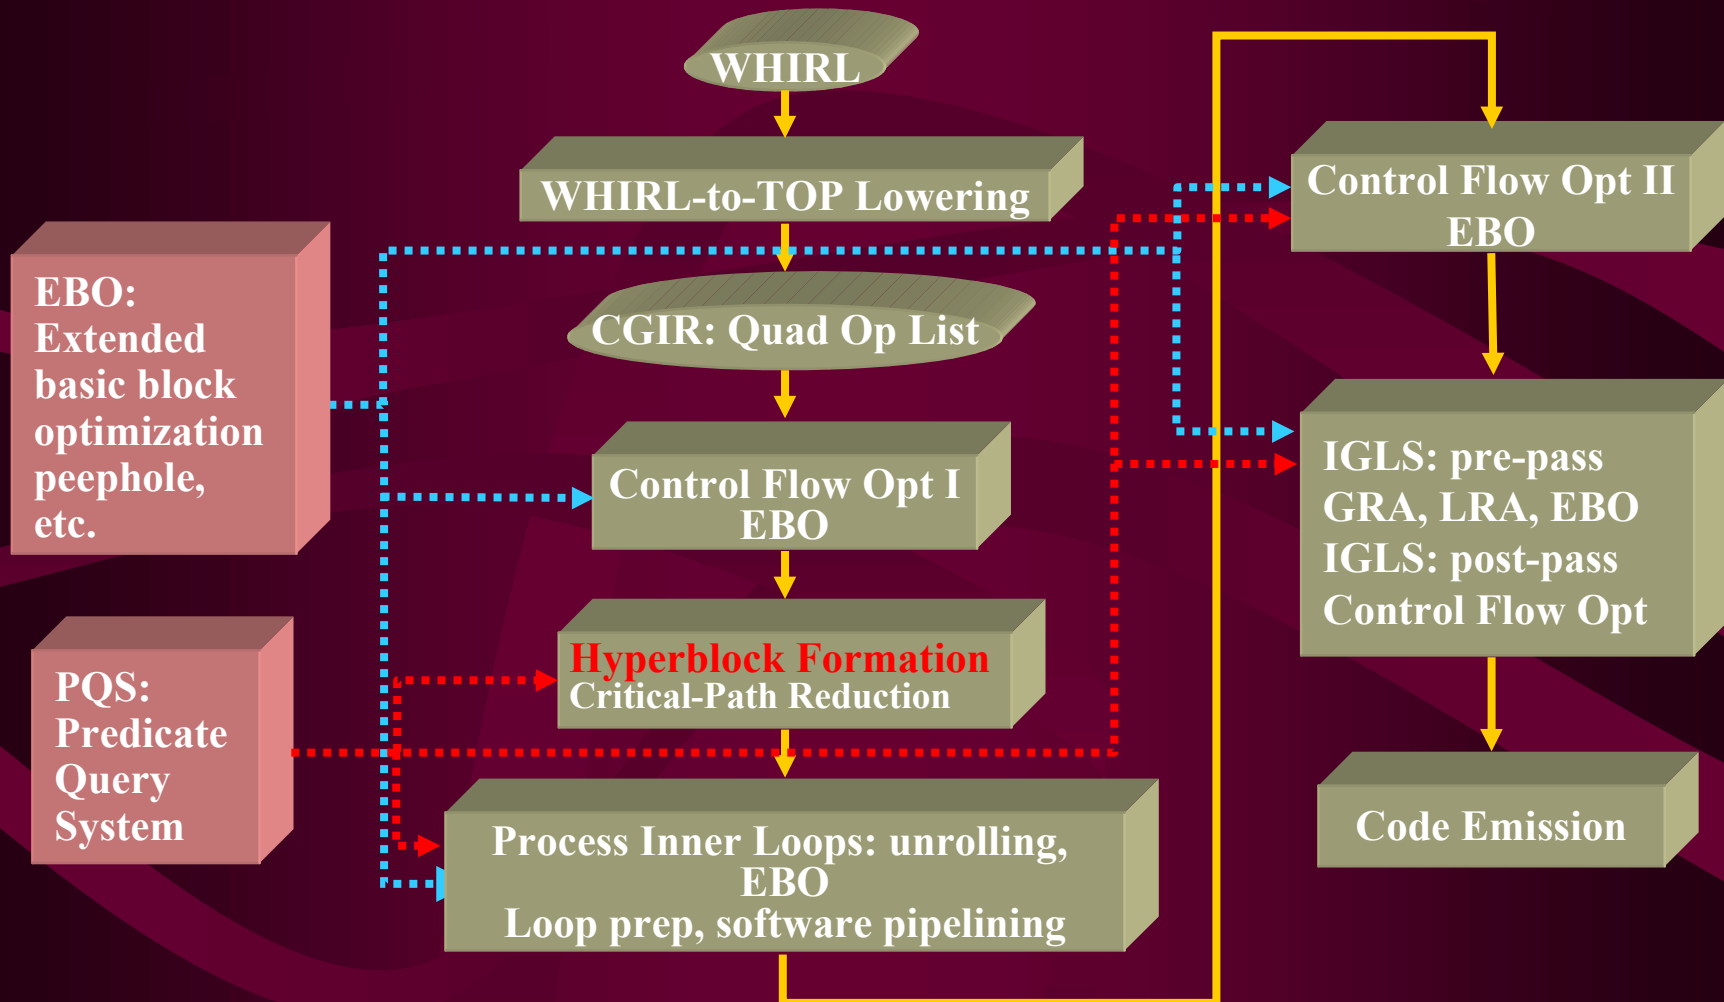 WHIRL
WHIRL-to-TOP Lowering
CGIR: Quad Op List
Control Flow Opt I
EBO
Hyperblock Formation
Critical-Path Reduction
Process Inner Loops: unrolling,
EBO
Loop prep, software pipelining
EBO:
Extended
basic block
optimization
peephole,
etc.
PQS:
Predicate
Query
System
Control Flow Opt II
EBO
IGLS: pre-pass
GRA, LRA, EBO
IGLS: post-pass
Control Flow Opt
Code Emission